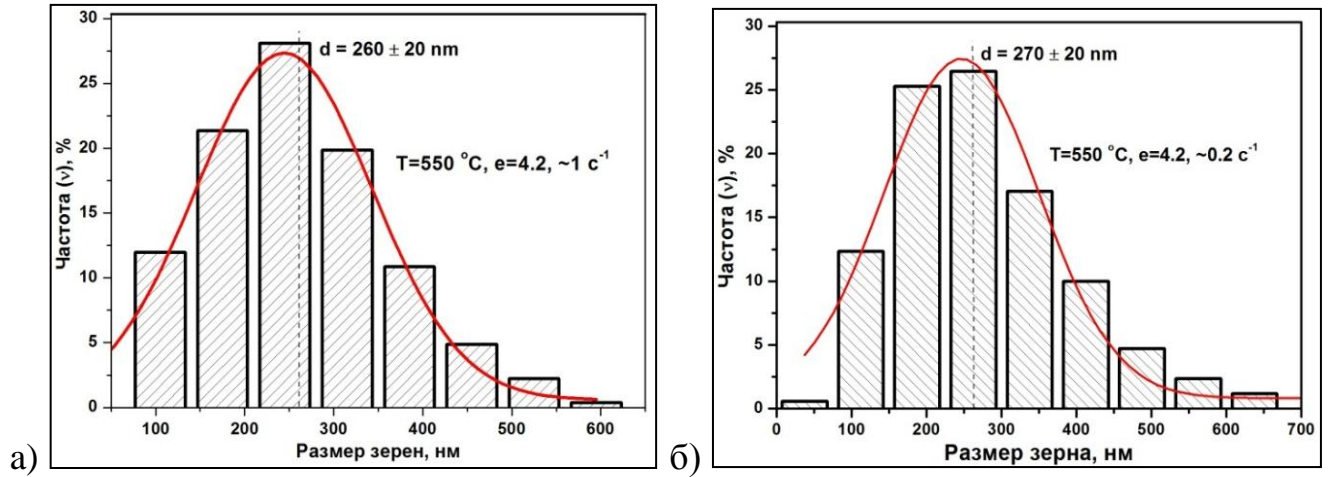 30
25
20
15
10
5
0
Частота (ν), %
d = 260 ± 20 nm
T=550 °C, e=4.2, ~1 c⁻¹
100 200 300 400 500 600
Размер зерен, нм
а)
30
25
20
15
10
5
0
Частота (ν), %
d = 270 ± 20 nm
T=550 °C, e=4.2, ~0.2 c⁻¹
0 100 200 300 400 500 600 700
Размер зерна, нм
б)